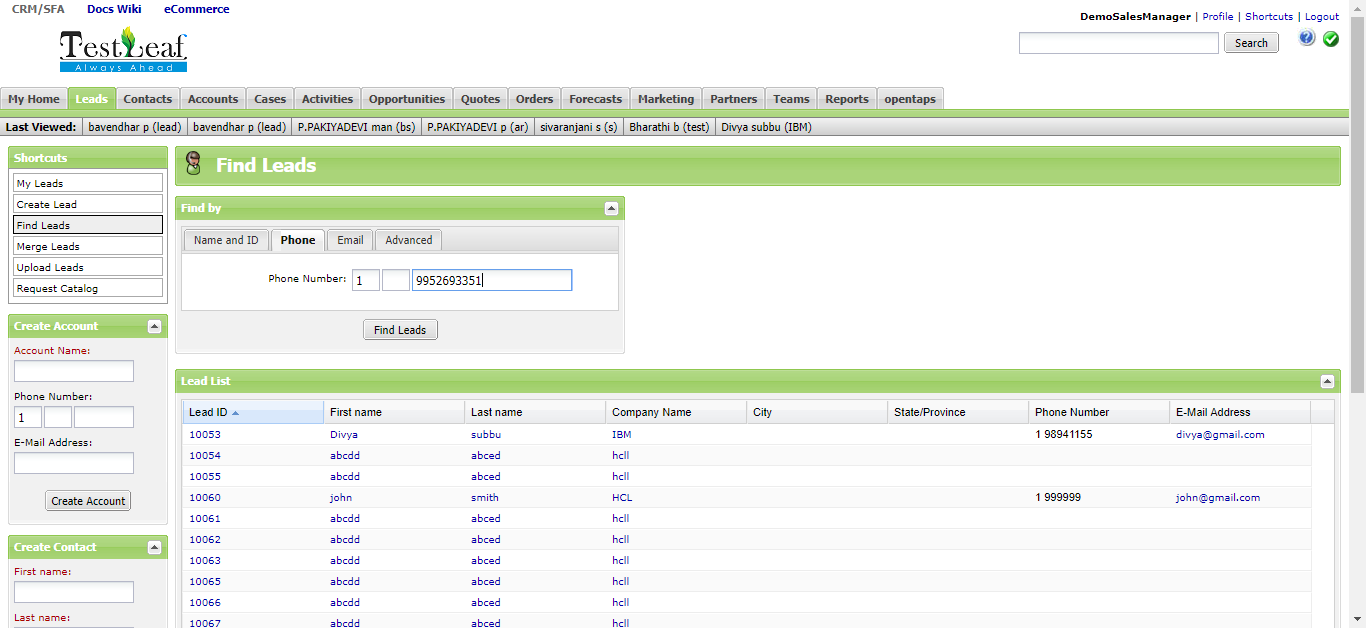 CRM/SFA Docs Wiki eCommerce
DemoSalesManager | Profile | Shortcuts | Logout
TestLeaf
Always Ahead
Search
?
My Home Leads Contacts Accounts Cases Activities Opportunities Quotes Orders Forecasts Marketing Partners Teams Reports opentaps
Last Viewed: bavendhar p (lead) bavendhar p (lead) P.PAKIYADEVI man (bs) P.PAKIYADEVI p (ar) sivaranjani s (s) Bharathi b (test) Divya subbu (IBM)
Shortcuts
My Leads
Create Lead
Find Leads
Merge Leads
Upload Leads
Request Catalog
Create Account
Account Name:
Phone Number:
1
E-Mail Address:
Create Account
Create Contact
First name:
Last name:
Find Leads
Find by
Name and ID Phone Email Advanced
Phone Number: 1 9952693351
Find Leads
Lead List
Lead ID First name Last name Company Name City State/Province Phone Number E-Mail Address
10053 Divya subbu IBM 1 98941155 divya@gmail.com
10054 abcdd abced hcll
10055 abcdd abced hcll
10060 john smith HCL 1 999999 john@gmail.com
10061 abcdd abced hcll
10062 abcdd abced hcll
10063 abcdd abced hcll
10065 abcdd abced hcll
10066 abcdd abced hcll
10067 abcdd abced hcll